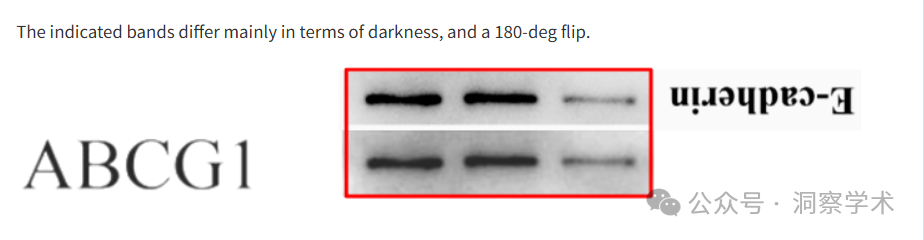 The indicated bands differ mainly in terms of darkness, and a 180-deg flip.
E-cadherin
ABCG1
公众号 · 洞察学术